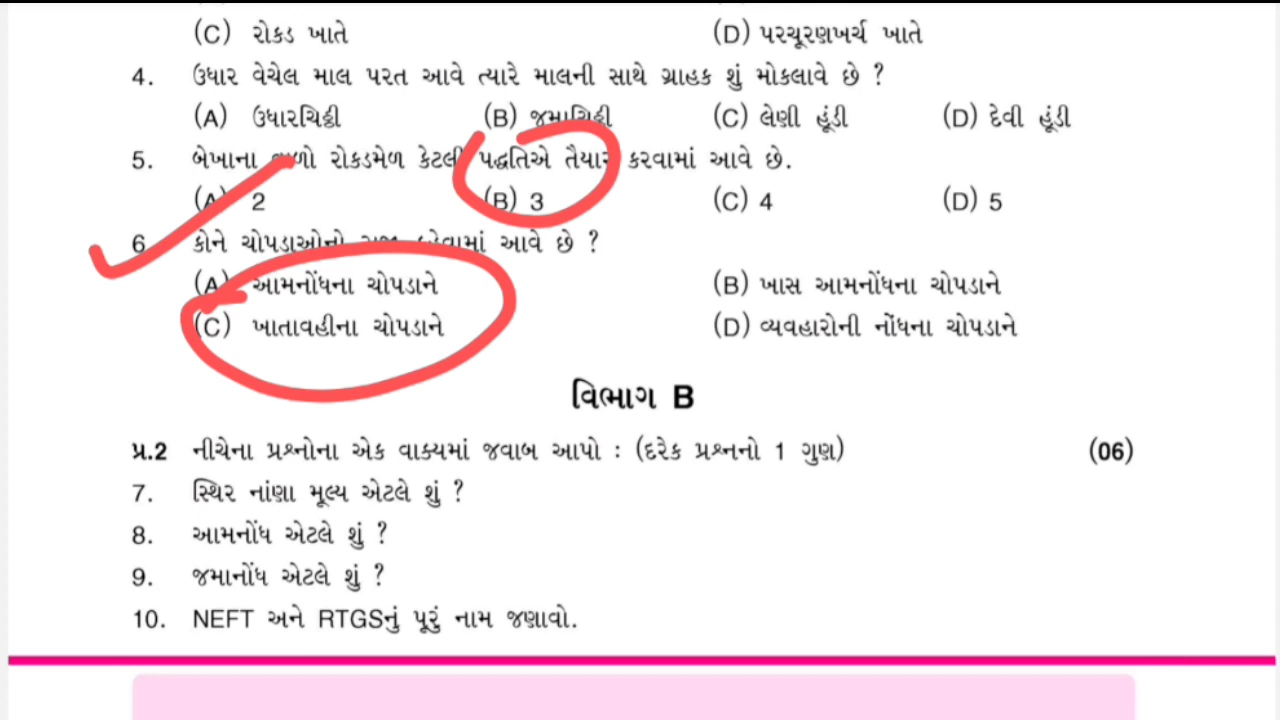 (C) રોકડ ખાતે (D) પરચૂરણખર્ચ ખાતે
4. ઉધાર વેચેલ માલ પરત આવે ત્યારે માલની સાથે ગ્રાહક શું મોકલાવે છે ?
(A) ઉધારચિઠ્ઠી (B) જમાચિઠ્ઠી (C) લેણી હૂંડી (D) દેવી હૂંડી
5. બેખાના રોકડમેળ કેટલી પદ્ધતિએ તૈયાર કરવામાં આવે છે.
(A) 2 (B) 3 (C) 4 (D) 5
6. કોને ચોપડાઓનો કહેવામાં આવે છે ?
(A) આમનોંધના ચોપડાને (B) ખાસ આમનોંધના ચોપડાને
(C) ખાતાવહીના ચોપડાને (D) વ્યવહારોની નોંધના ચોપડાને
વિભાગ B
પ્ર.2 નીચેના પ્રશ્નોના એક વાક્યમાં જવાબ આપો : (દરેક પ્રશ્નનો 1 ગુણ) (06)
7. સ્થિર નાંણા મૂલ્ય એટલે શું ?
8. આમનોંધ એટલે શું ?
9. જમાનોંધ એટલે શું ?
10. NEFT અને RTGSનું પૂરું નામ જણાવો.